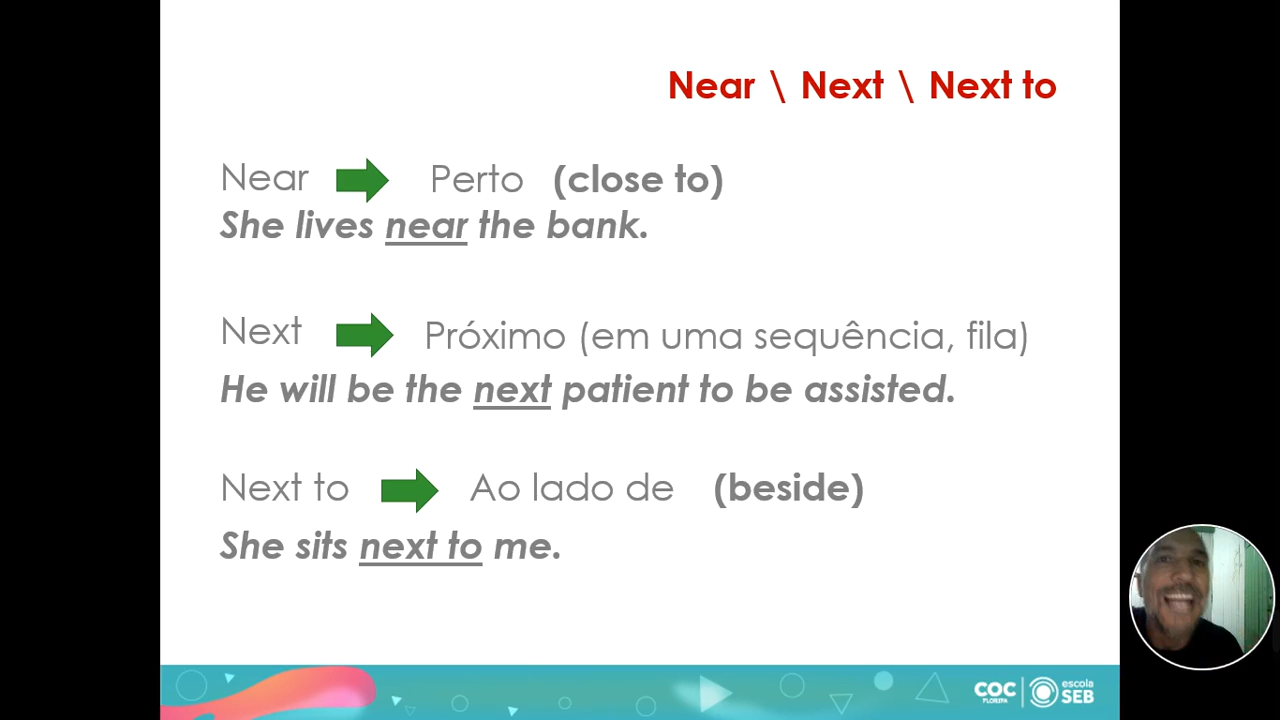 Near \ Next \ Next to
Near Perto (close to)
She lives near the bank.
Next Próximo (em uma sequência, fila)
He will be the next patient to be assisted.
Next to Ao lado de (beside)
She sits next to me.
COC FLORIPA escola SEB